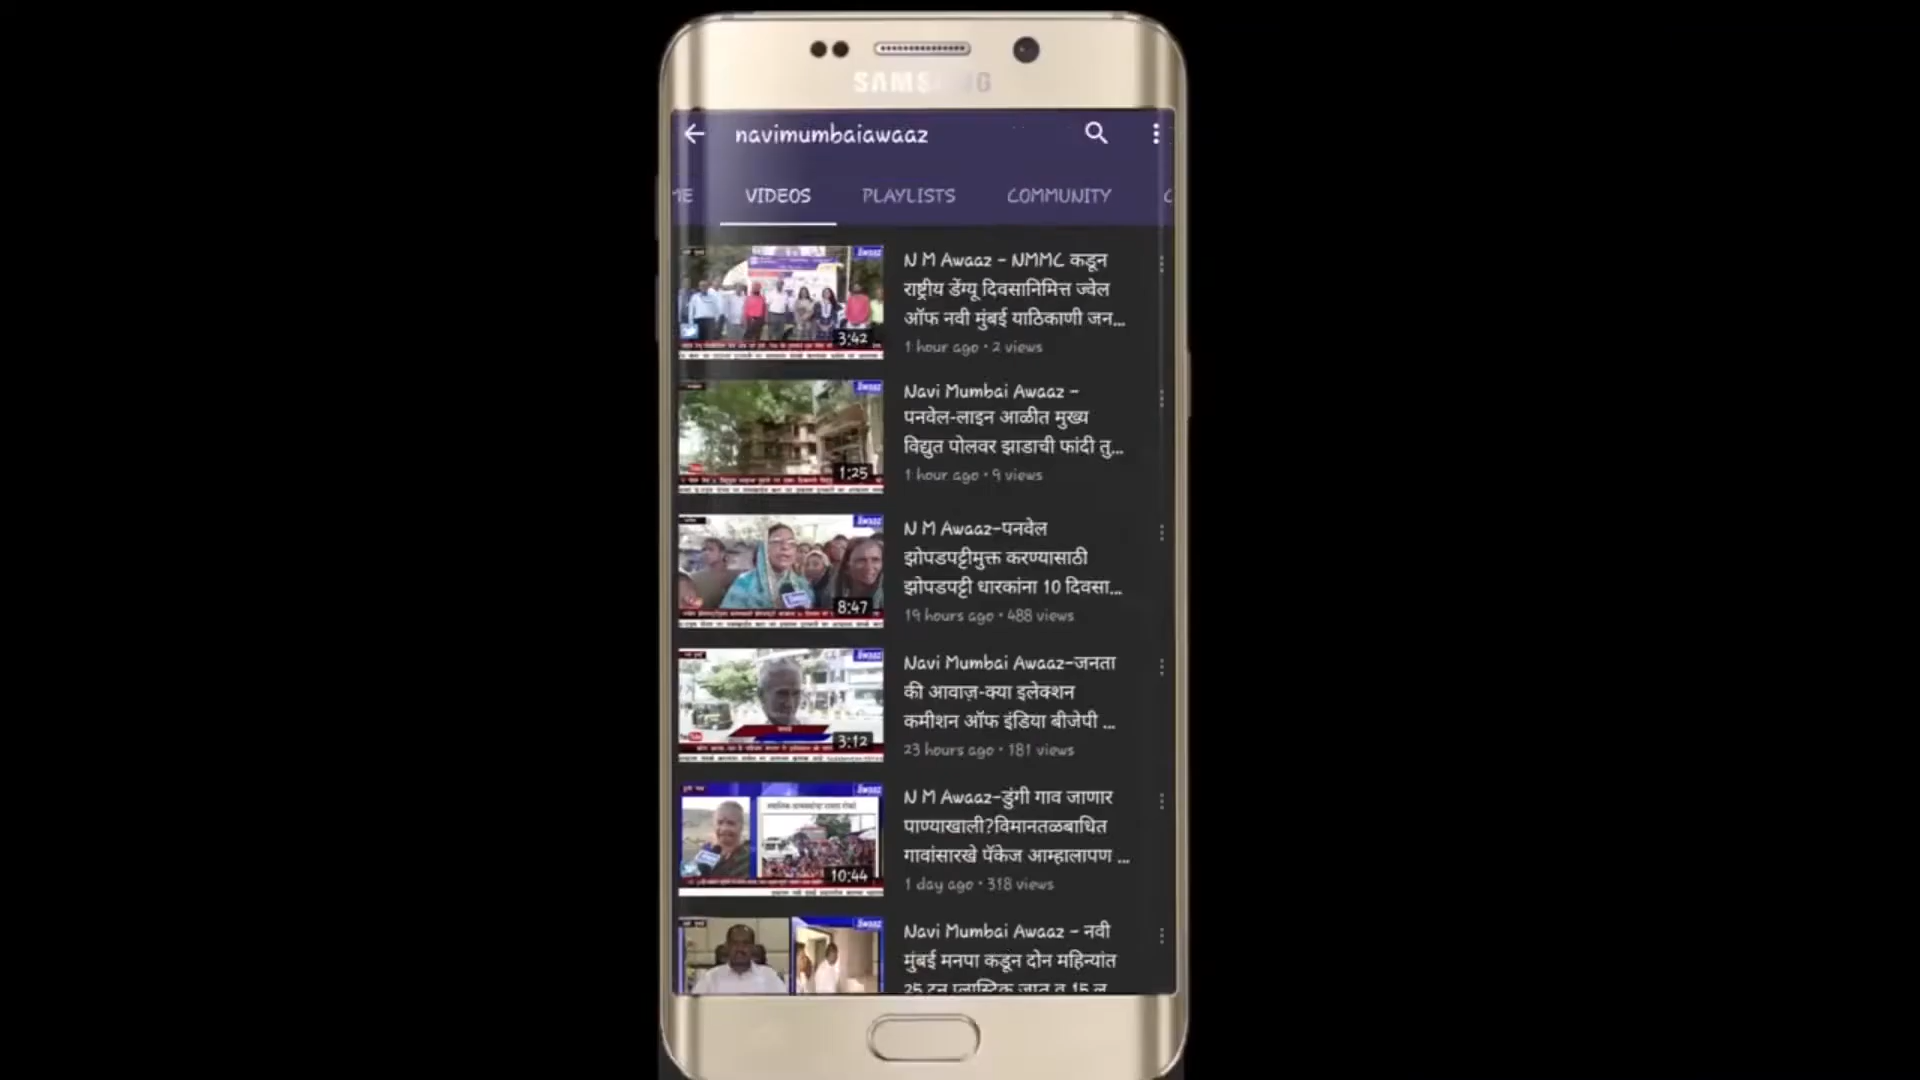 SAMSUNG
navimumbaiawaaz
VIDEOS
PLAYLISTS
COMMUNITY
N M Awaaz - NMMC कडून
राष्ट्रीय डेंग्यू दिवसानिमित्त ज्वेल
ऑफ नवी मुंबई याठिकाणी जन...
1 hour ago • 2 views
3:42
Navi Mumbai Awaaz -
पनवेल-लाइन आळीत मुख्य
विद्युत पोलवर झाडाची फांदी तु...
1 hour ago • 9 views
1:25
N M Awaaz-पनवेल
झोपडपट्टीमुक्त करण्यासाठी
झोपडपट्टी धारकांना 10 दिवसा...
19 hours ago • 488 views
8:47
Navi Mumbai Awaaz-जनता
की आवाज़-क्या इलेक्शन
कमीशन ऑफ इंडिया बीजेपी ...
23 hours ago • 181 views
3:12
N M Awaaz-डुंगी गाव जाणार
पाण्याखाली?विमानतळबाधित
गावांसारखे पॅकेज आम्हालापण ...
1 day ago • 318 views
10:44
Navi Mumbai Awaaz - नवी
मुंबई मनपा कडून दोन महिन्यांत